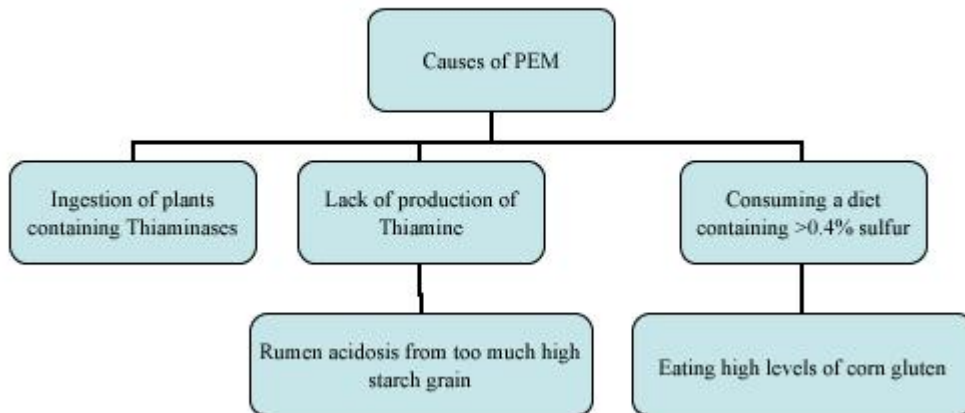 Causes of PEM
Ingestion of plants
containing Thiaminases
Lack of production of
Thiamine
Consuming a diet
containing >0.4% sulfur
Rumen acidosis from too much high
starch grain
Eating high levels of corn gluten